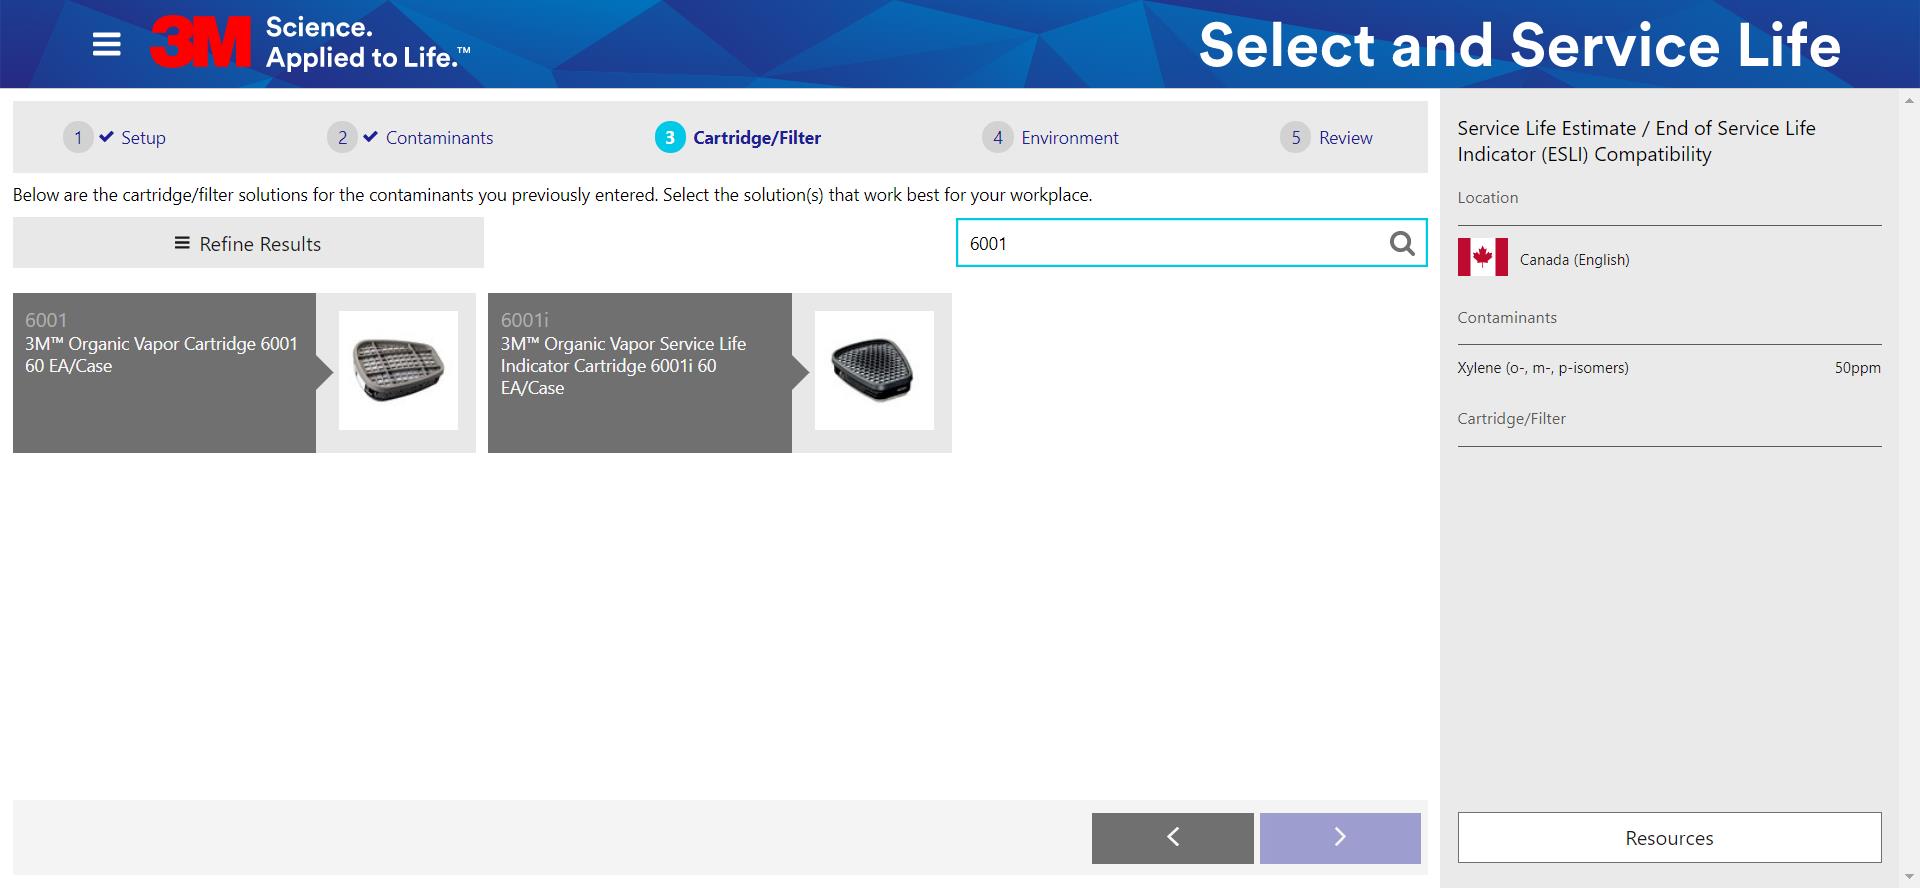 3M Science.
Applied to Life.™
Select and Service Life
1 Setup
2 Contaminants
3 Cartridge/Filter
4 Environment
5 Review
Below are the cartridge/filter solutions for the contaminants you previously entered. Select the solution(s) that work best for your workplace.
Refine Results
6001
6001
3M™ Organic Vapor Cartridge 6001
60 EA/Case
6001i
3M™ Organic Vapor Service Life
Indicator Cartridge 6001i 60
EA/Case
Service Life Estimate / End of Service Life
Indicator (ESLI) Compatibility
Location
Canada (English)
Contaminants
Xylene (o-, m-, p-isomers) 50ppm
Cartridge/Filter
Resources